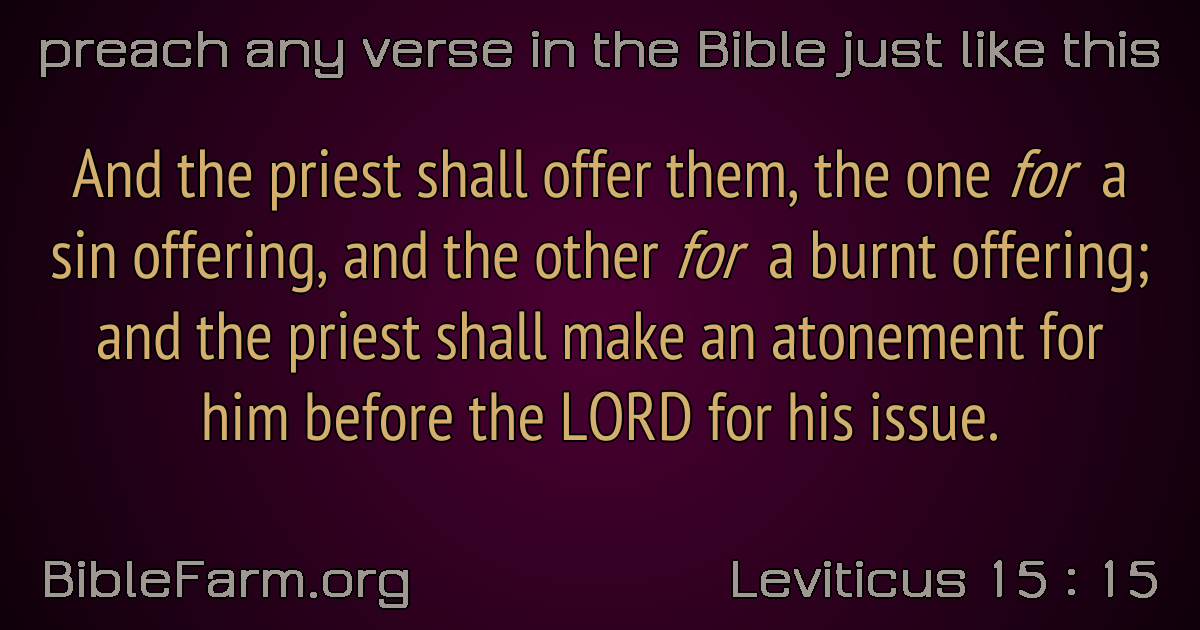 preach any verse in the Bible just like this
And the priest shall offer them, the one for a
sin offering, and the other for a burnt offering;
and the priest shall make an atonement for
him before the LORD for his issue.
BibleFarm.org
Leviticus 15 : 15